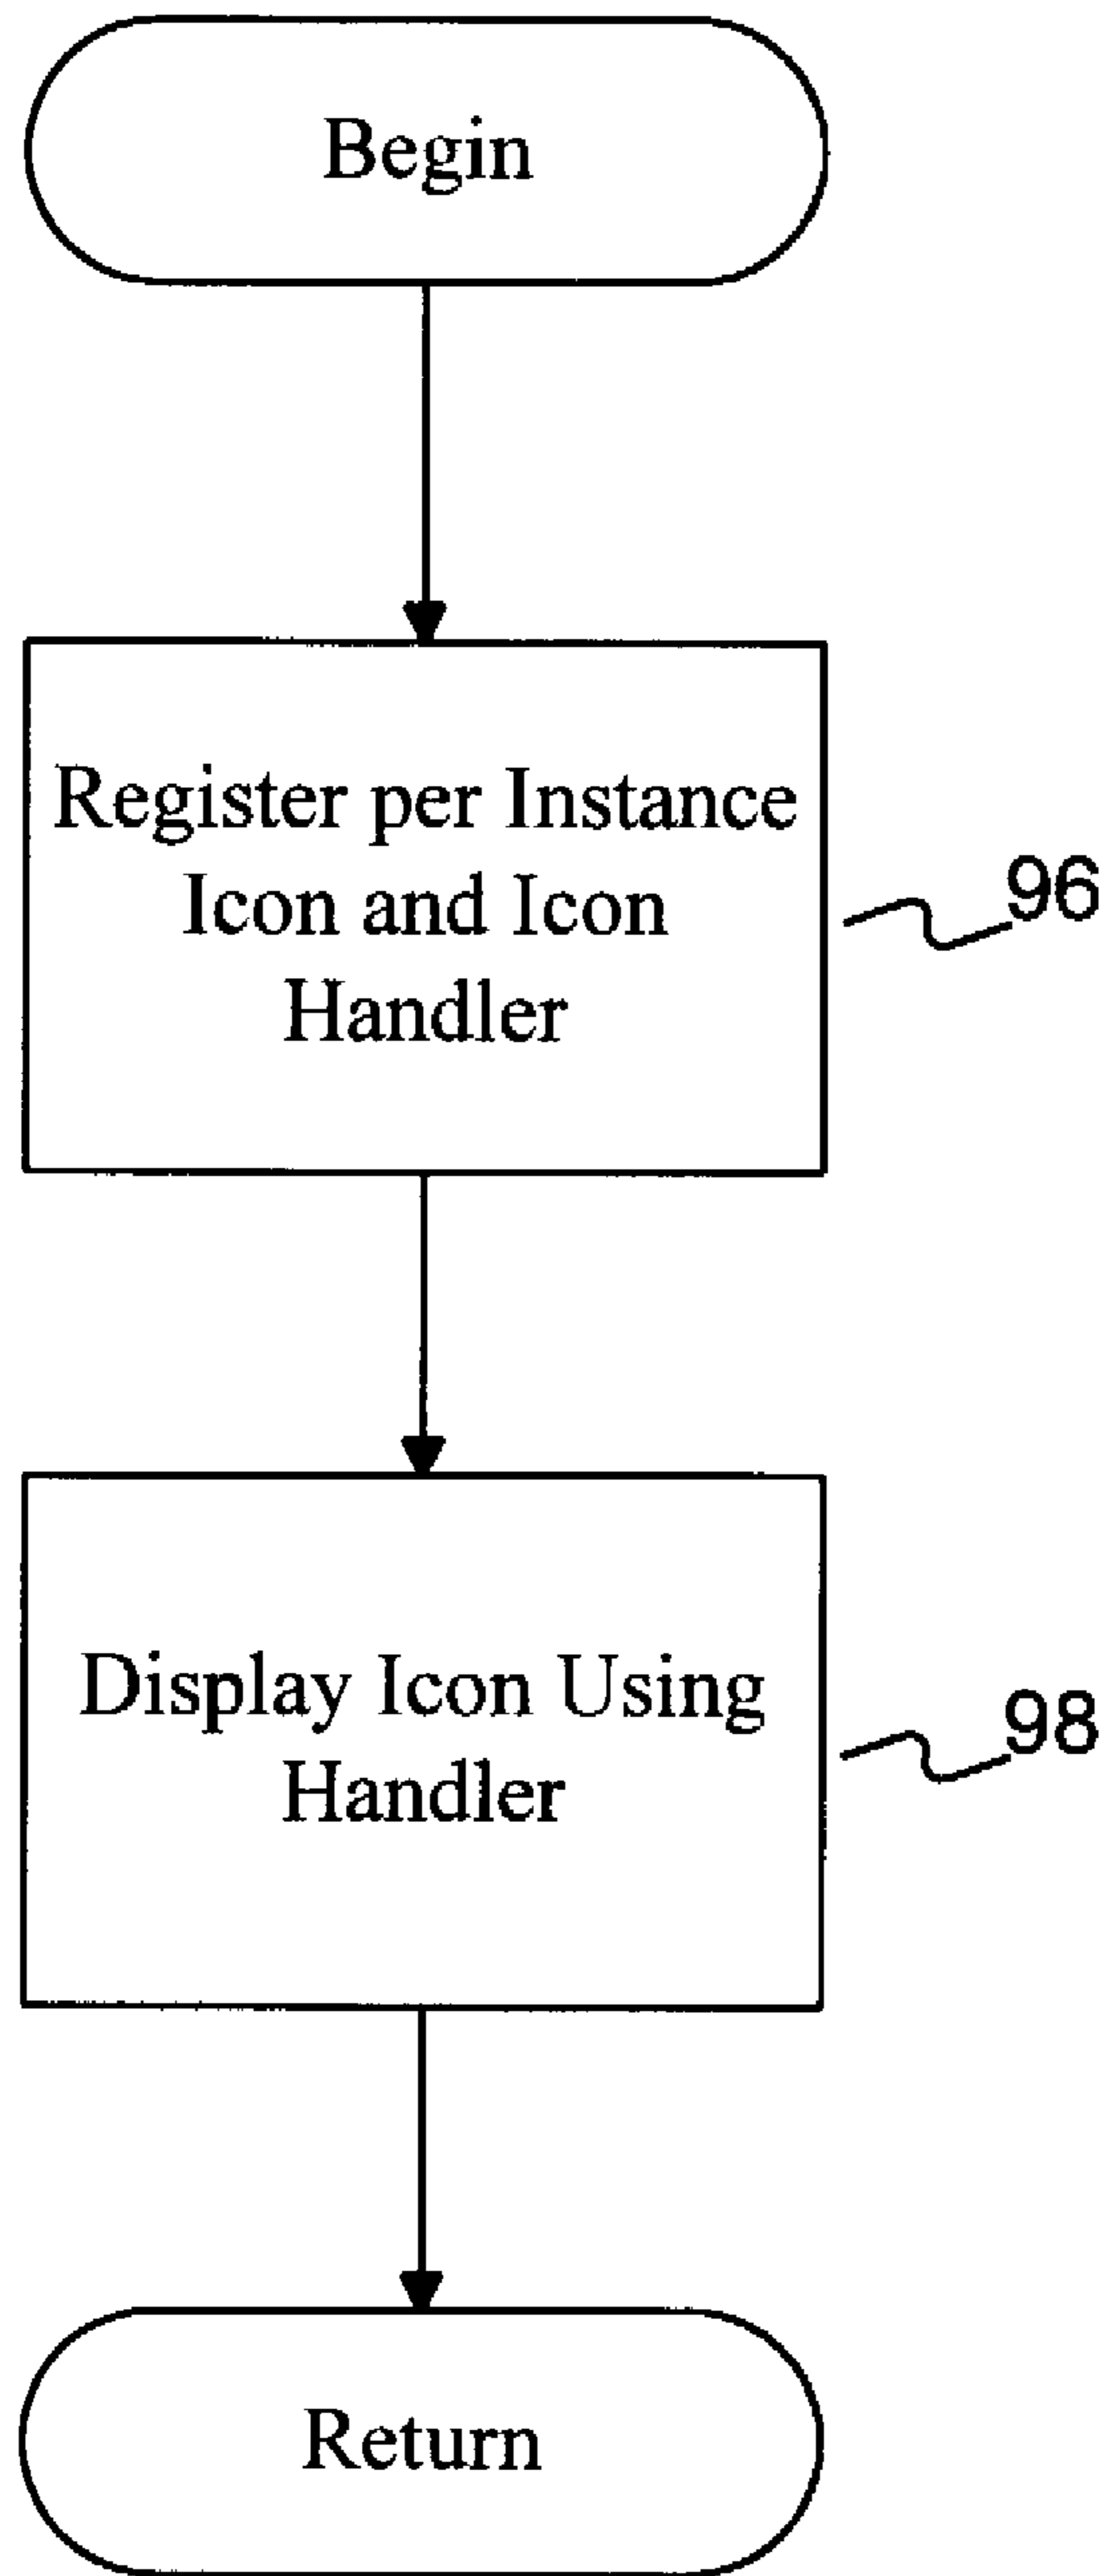 Begin
Register per Instance
Icon and Icon
Handler
96
Display Icon Using
Handler
98
Return